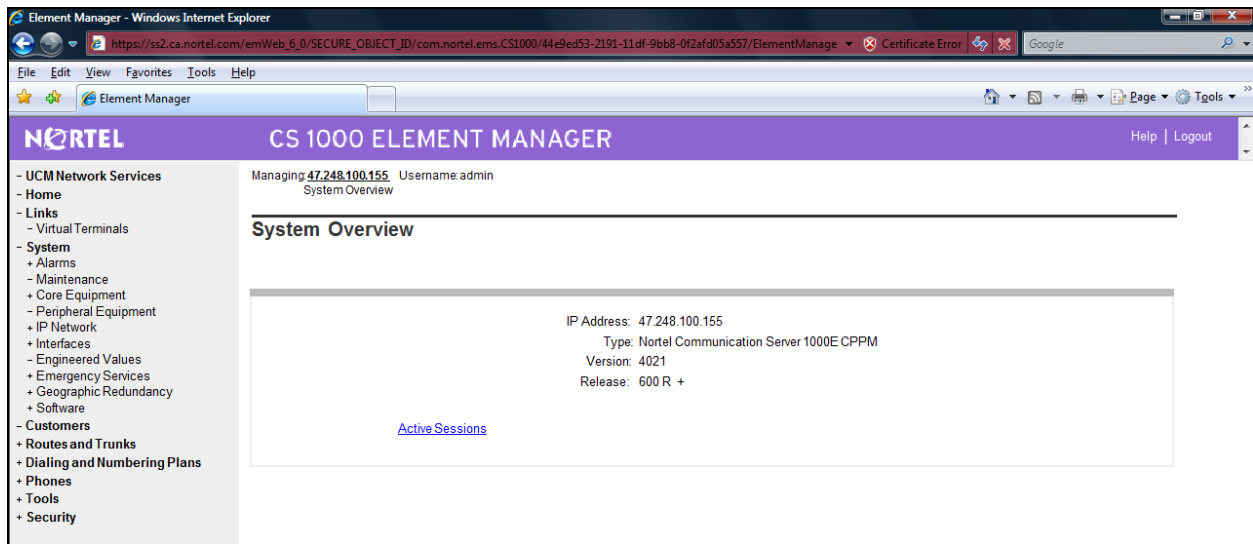 Element Manager - Windows Internet Explorer
https://ss2.ca.nortel.com/emWeb_6_0/SECURE_OBJECT_ID/com.nortel.ems.CS1000/44e9ed53-2191-11df-9bb8-0f2afd05a557/ElementManage Certificate Error Google
File Edit View Favorites Tools Help
Element Manager Page Tools »
NORTEL CS 1000 ELEMENT MANAGER Help | Logout
Managing: 47.248.100.155 Username: admin
System Overview
- UCM Network Services
- Home
- Links
- Virtual Terminals
- System
+ Alarms
- Maintenance
+ Core Equipment
- Peripheral Equipment
+ IP Network
+ Interfaces
- Engineered Values
+ Emergency Services
+ Geographic Redundancy
+ Software
- Customers
+ Routes and Trunks
+ Dialing and Numbering Plans
+ Phones
+ Tools
+ Security
System Overview
IP Address: 47.248.100.155
Type: Nortel Communication Server 1000E CPPM
Version: 4021
Release: 600 R +
Active Sessions